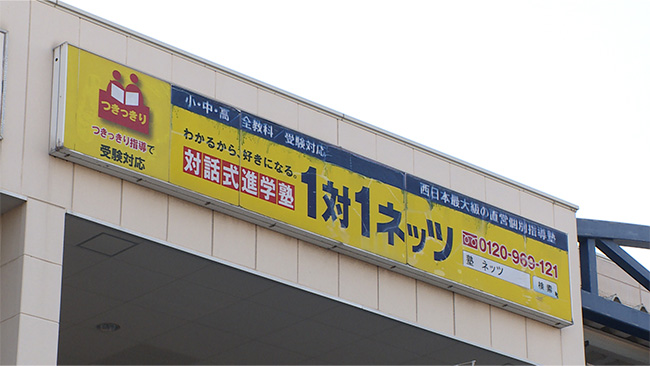 つきっきり
つきっきり指導で
受験対応
小・中・高／全教科／受験対応
わかるから、好きになる。
対話式進学塾
1対1ネッツ
西日本最大級の直営個別指導塾
0120-969-121
塾 ネッツ
検索